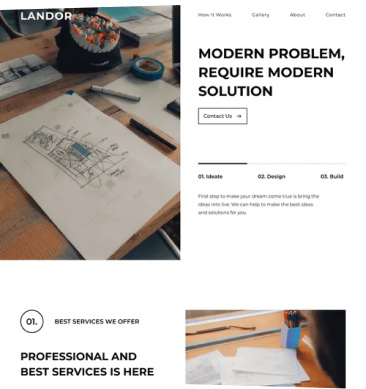 LANDOR
How It Works Gallery About Contact
MODERN PROBLEM,
REQUIRE MODERN
SOLUTION
Contact Us →
01. Ideate 02. Design 03. Build
First step to make your dream come true is bring the
ideas into live. We can help to make the best ideas
and solutions for you.
01. BEST SERVICES WE OFFER
PROFESSIONAL AND
BEST SERVICES IS HERE